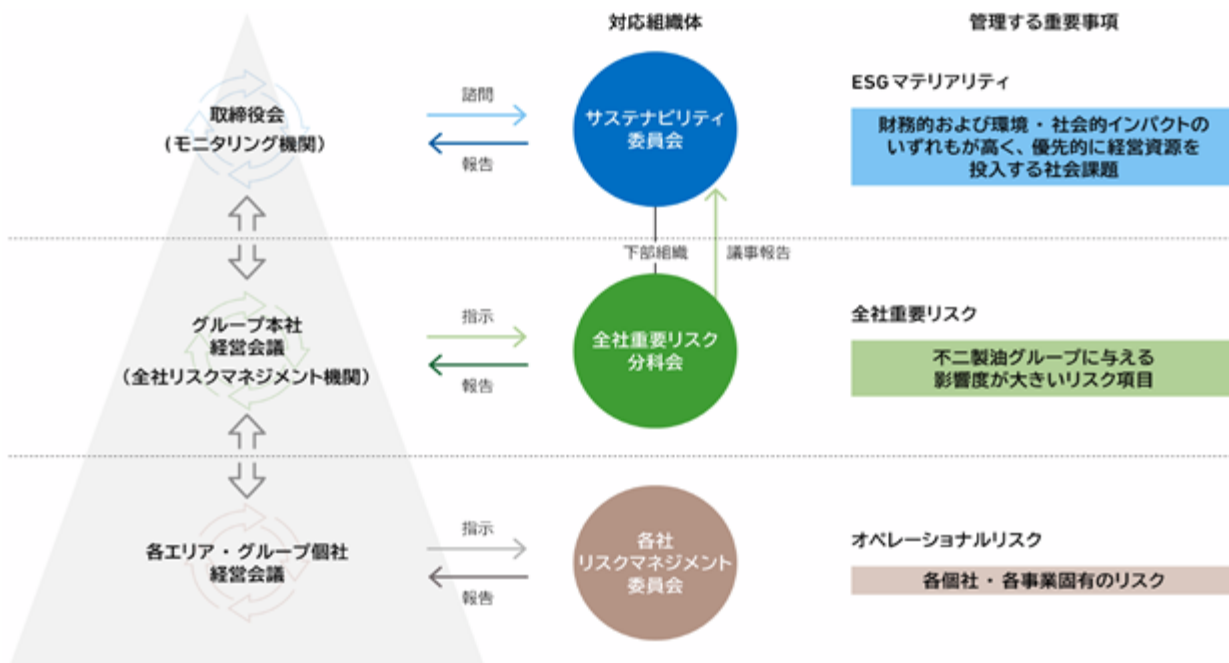 対応組織体
管理する重要事項
取締役会
(モニタリング機関)
諮問
報告
サステナビリティ
委員会
ESGマテリアリティ
財務的および環境・社会的インパクトの
いずれもが高く、優先的に経営資源を
投入する社会課題
下部組織
議事報告
グループ本社
経営会議
(全社リスクマネジメント機関)
指示
報告
全社重要リスク
分科会
全社重要リスク
不二製油グループに与える
影響度が大きいリスク項目
各エリア・グループ個社
経営会議
指示
報告
各社
リスクマネジメント
委員会
オペレーショナルリスク
各個社・各事業固有のリスク